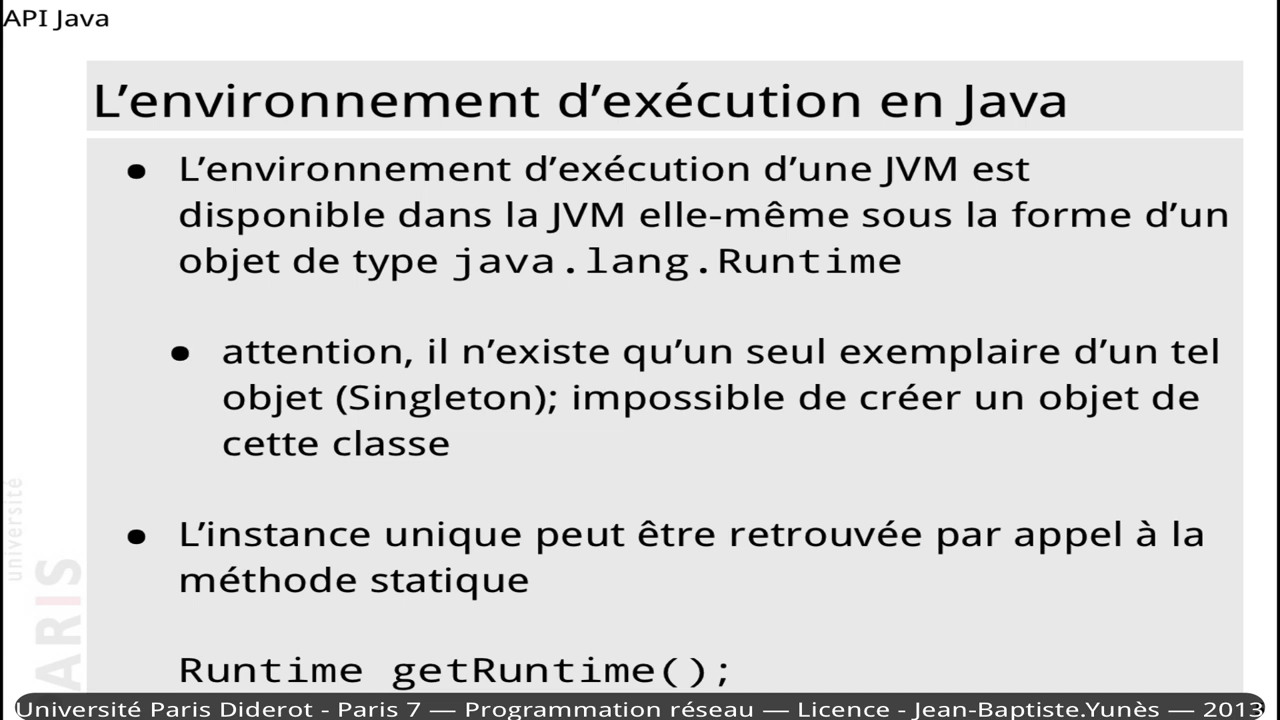 API Java
L’environnement d’exécution en Java
• L’environnement d’exécution d’une JVM est
disponible dans la JVM elle-même sous la forme d’un
objet de type java.lang.Runtime
• attention, il n’existe qu’un seul exemplaire d’un tel
objet (Singleton); impossible de créer un objet de
cette classe
• L’instance unique peut être retrouvée par appel à la
méthode statique
Runtime getRuntime();
université
ARIS
Université Paris Diderot - Paris 7 — Programmation réseau — Licence - Jean-Baptiste.Yunès — 2013